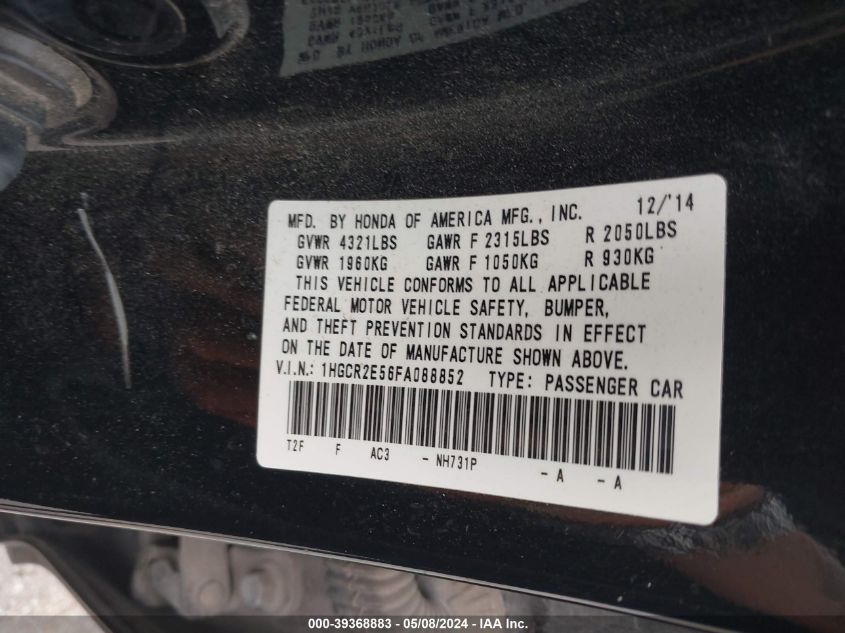 MFD. BY HONDA OF AMERICA MFG., INC. 12/'14
GVWR 4321LBS GAWR F 2315LBS R 2050LBS
GVWR 1960KG GAWR F 1050KG R 930KG
THIS VEHICLE CONFORMS TO ALL APPLICABLE
FEDERAL MOTOR VEHICLE SAFETY, BUMPER,
AND THEFT PREVENTION STANDARDS IN EFFECT
ON THE DATE OF MANUFACTURE SHOWN ABOVE.
V.I.N.: 1HGCR2E56FA088852 TYPE: PASSENGER CAR
T2F F AC3 - NH731P - A - A
000-39368883 — 05/08/2024 — IAA Inc.